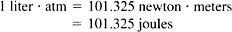 1 liter · atm = 101.325 newton · meters
= 101.325 joules